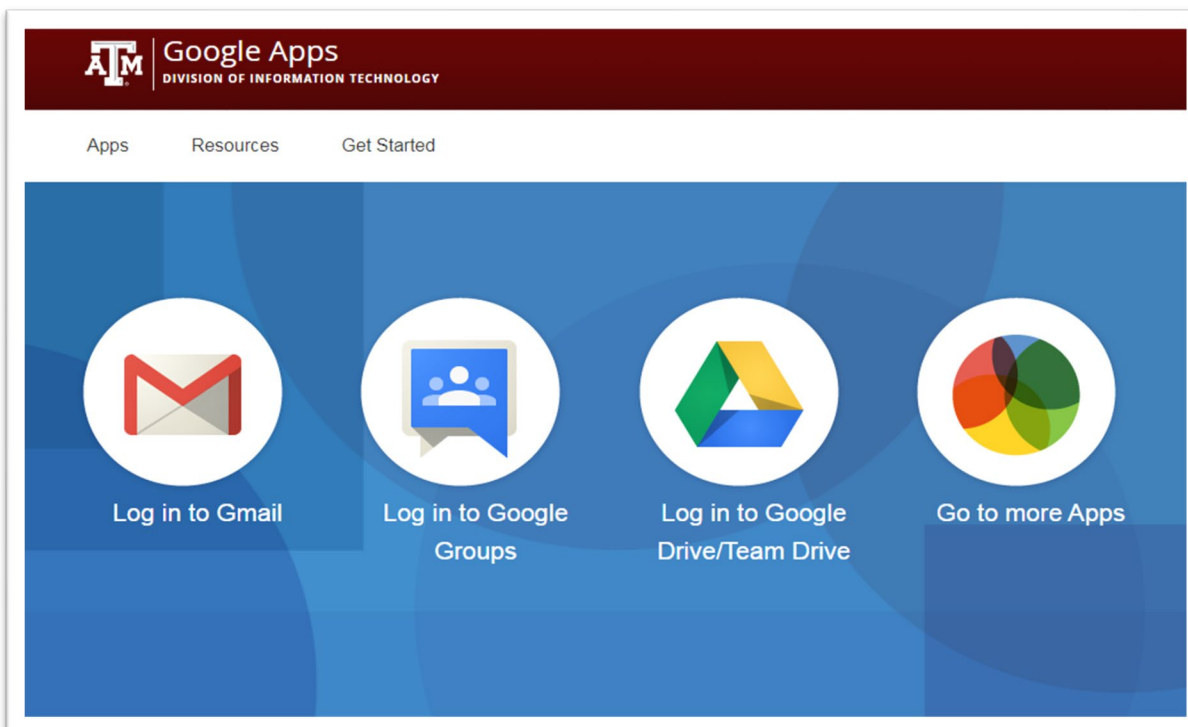 ĀM Google Apps
DIVISION OF INFORMATION TECHNOLOGY
Apps Resources Get Started
Log in to Gmail
Log in to Google
Groups
Log in to Google
Drive/Team Drive
Go to more Apps